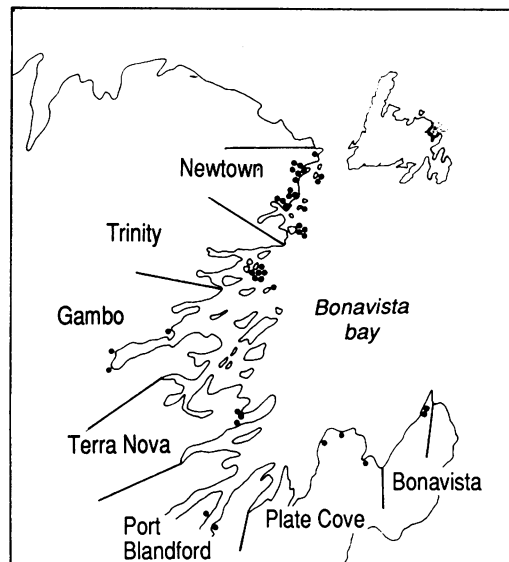 Newtown
Trinity
Gambo
Bonavista
bay
Terra Nova
Bonavista
Plate Cove
Port
Blandford